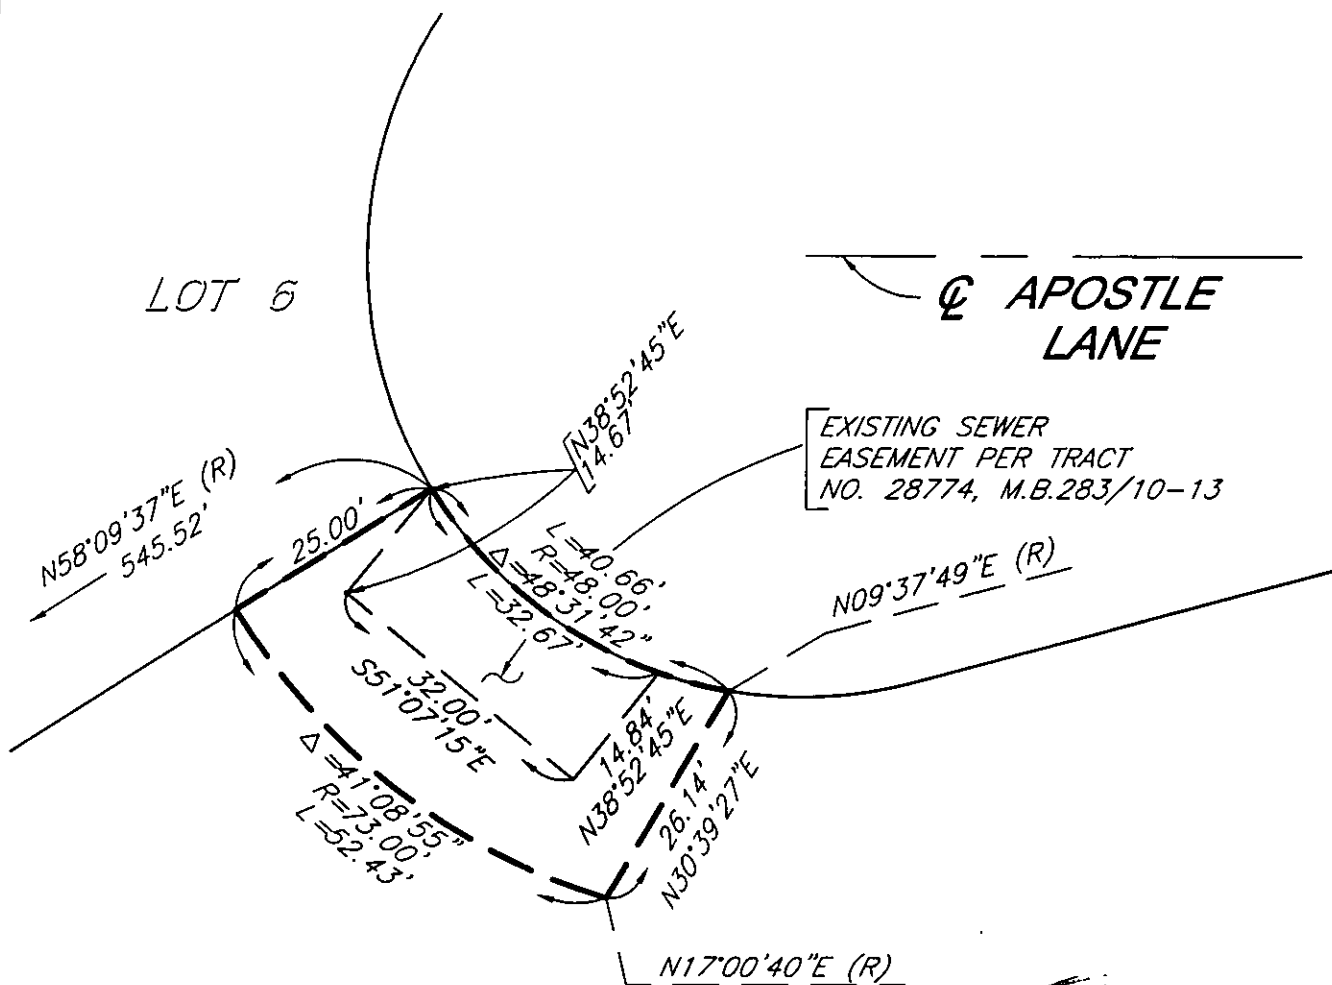 LOT 6
℄ APOSTLE
LANE
N38°52'45"E
14.67'
EXISTING SEWER
EASEMENT PER TRACT
NO. 28774, M.B.283/10-13
N58°09'37"E (R)
545.52'
25.00'
L=40.66'
R=48.00'
Δ=48°31'42"
L=32.67'
N09°37'49"E (R)
32.00'
S51°07'15"E
14.84'
N38°52'45"E
26.14'
N30°39'27"E
Δ=41°08'55"
R=73.00'
L=52.43'
N17°00'40"E (R)